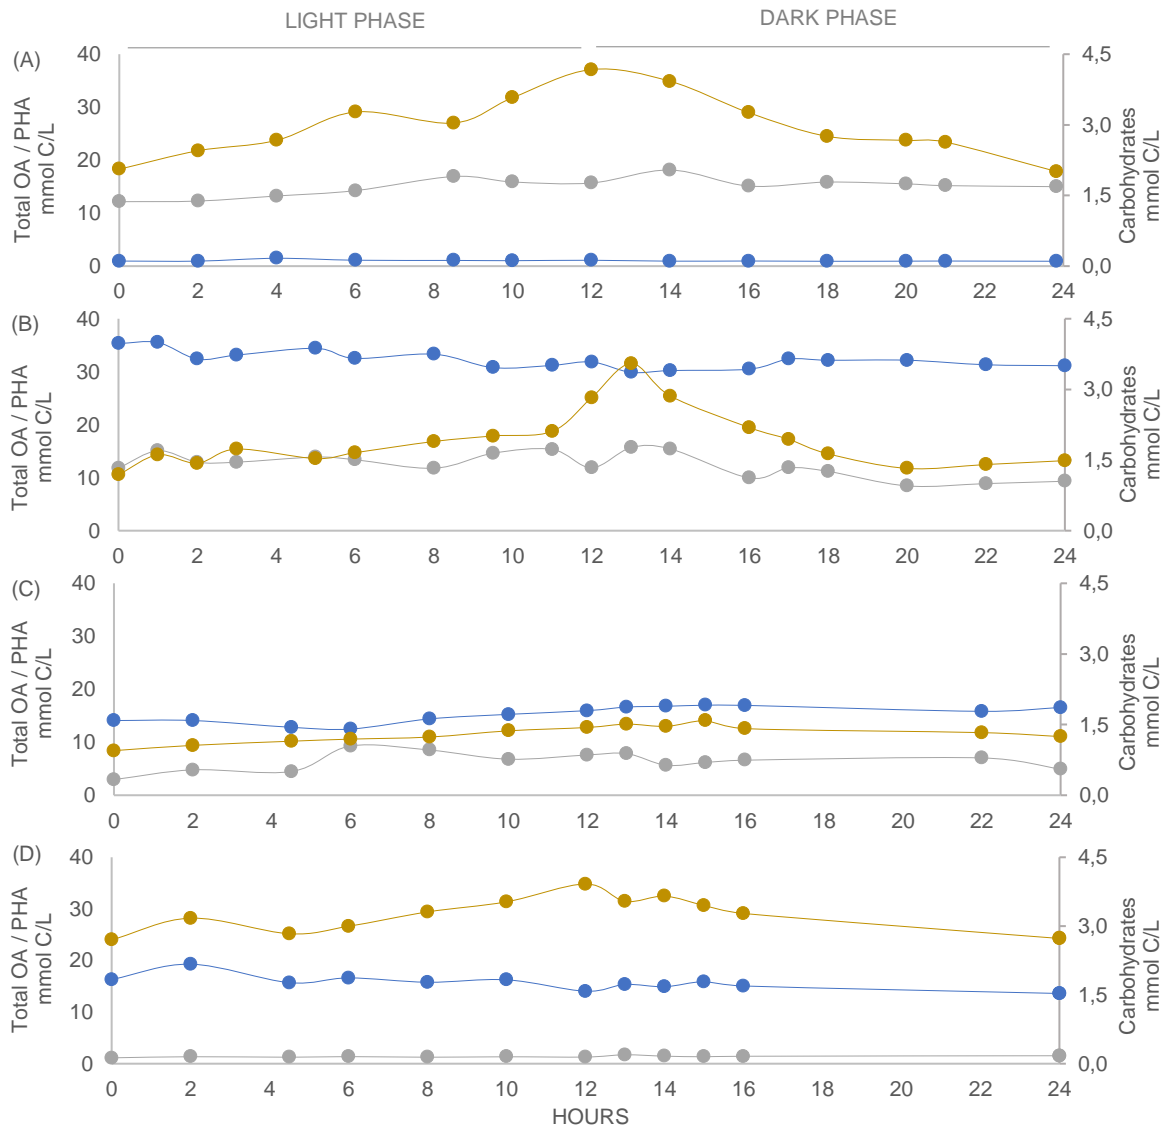 LIGHT PHASE DARK PHASE
(A)
Total OA / PHA
mmol C/L
40
30
20
10
0
4,5
3,0
1,5
0,0
Carbohydrates
mmol C/L
0 2 4 6 8 10 12 14 16 18 20 22 24
(B)
Total OA / PHA
mmol C/L
40
30
20
10
0
4,5
3,0
1,5
0,0
Carbohydrates
mmol C/L
0 2 4 6 8 10 12 14 16 18 20 22 24
(C)
Total OA / PHA
mmol C/L
40
30
20
10
0
4,5
3,0
1,5
0,0
Carbohydrates
mmol C/L
0 2 4 6 8 10 12 14 16 18 20 22 24
(D)
Total OA / PHA
mmol C/L
40
30
20
10
0
4,5
3,0
1,5
0,0
Carbohydrates
mmol C/L
0 2 4 6 8 10 12 14 16 18 20 22 24
HOURS